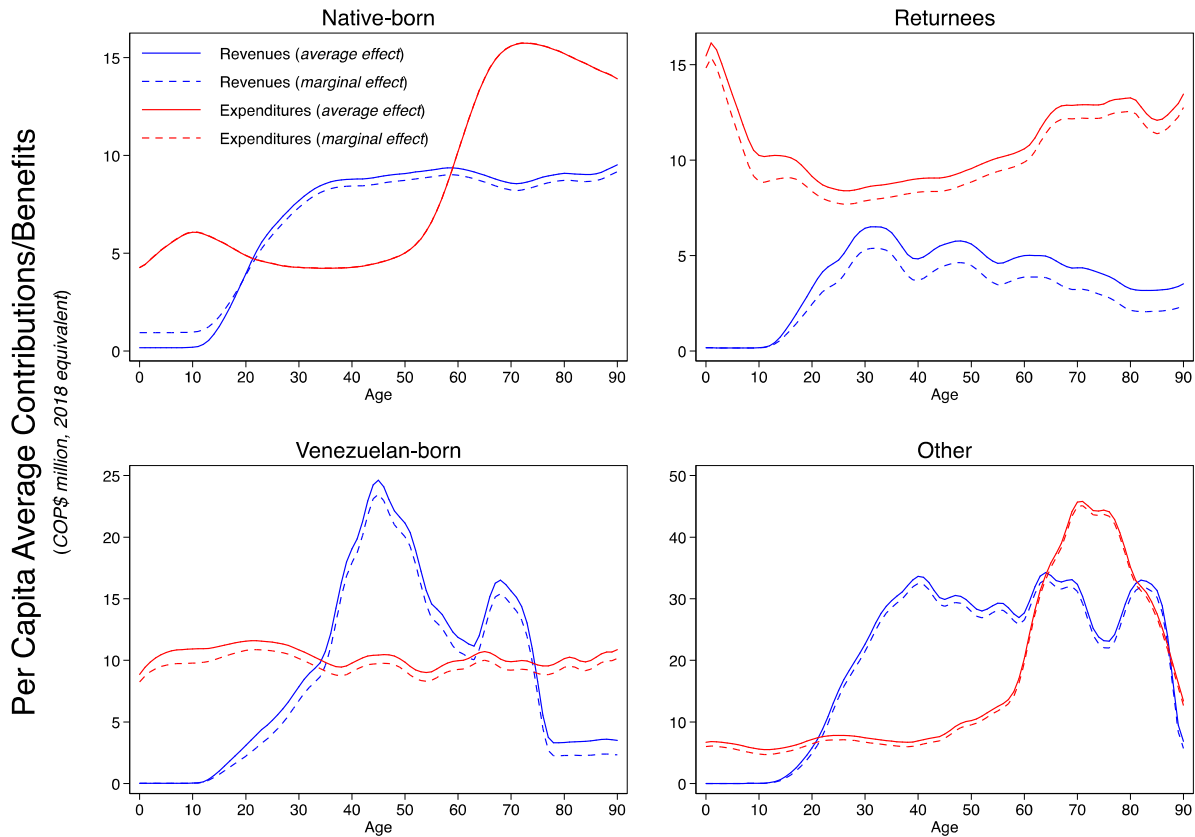 Per Capita Average Contributions/Benefits
(COP$ million, 2018 equivalent)
Native-born
Revenues (average effect)
Revenues (marginal effect)
Expenditures (average effect)
Expenditures (marginal effect)
15
10
5
0
0 10 20 30 40 50 60 70 80 90
Age
Returnees
15
10
5
0
0 10 20 30 40 50 60 70 80 90
Age
Venezuelan-born
25
20
15
10
5
0
0 10 20 30 40 50 60 70 80 90
Age
Other
50
40
30
20
10
0
0 10 20 30 40 50 60 70 80 90
Age